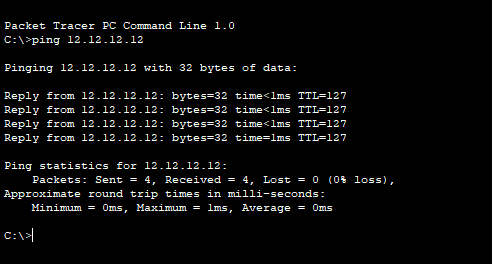 Packet Tracer PC Command Line 1.0
C:\>ping 12.12.12.12
Pinging 12.12.12.12 with 32 bytes of data:
Reply from 12.12.12.12: bytes=32 time<1ms TTL=127
Reply from 12.12.12.12: bytes=32 time<1ms TTL=127
Reply from 12.12.12.12: bytes=32 time<1ms TTL=127
Reply from 12.12.12.12: bytes=32 time=1ms TTL=127
Ping statistics for 12.12.12.12:
Packets: Sent = 4, Received = 4, Lost = 0 (0% loss),
Approximate round trip times in milli-seconds:
Minimum = 0ms, Maximum = 1ms, Average = 0ms
C:\>